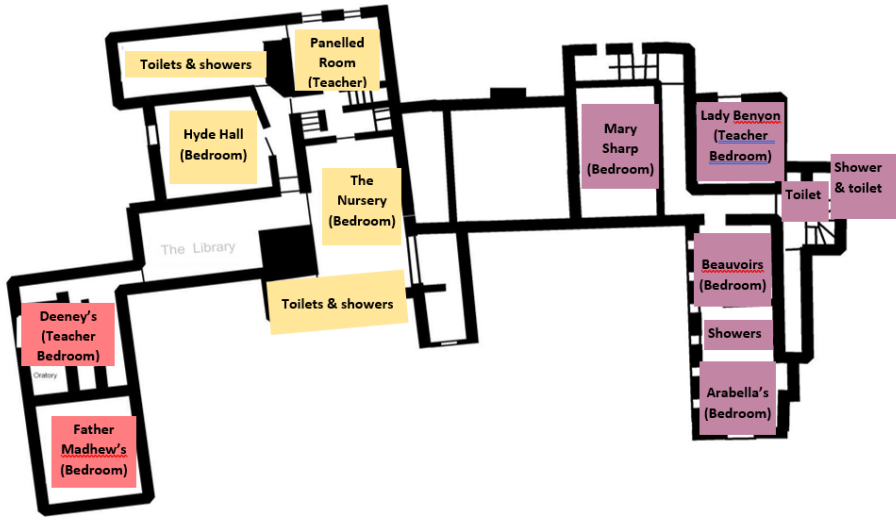 Toilets & showers
Panelled
Room
(Teacher)
Hyde Hall
(Bedroom)
The
Nursery
(Bedroom)
The Library
Toilets & showers
Deeney's
(Teacher
Bedroom)
Oratory
Father
Madhew's
(Bedroom)
Mary
Sharp
(Bedroom)
Lady Benyon
(Teacher
Bedroom)
Shower
& toilet
Toilet
Beauvoirs
(Bedroom)
Showers
Arabella's
(Bedroom)